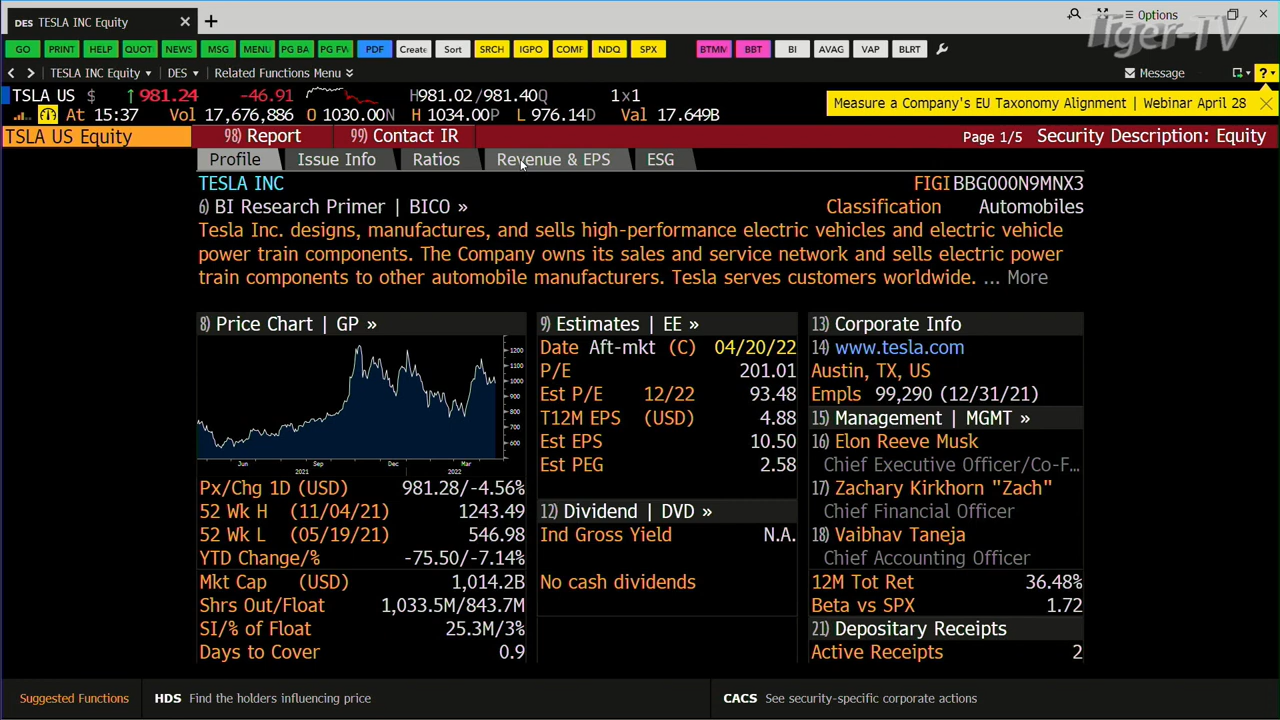 DES TESLA INC Equity
Options
Tiger-TV
GO PRINT HELP QUOT NEWS MSG MENU PG BA PG FW PDF Create Sort SRCH IGPO COMF NDQ SPX BTMM BBT BI AVAG VAP BLRT
TESLA INC Equity DES Related Functions Menu Message ?
TSLA US $ ↑981.24 -46.91 H981.02/981.40Q 1x1
At 15:37 Vol 17,676,886 O 1030.00N H 1034.00P L 976.14D Val 17.649B
Measure a Company's EU Taxonomy Alignment | Webinar April 28
TSLA US Equity 98) Report 99) Contact IR Page 1/5 Security Description: Equity
Profile Issue Info Ratios Revenue & EPS ESG
TESLA INC FIGI BBG000N9MNX3
6) BI Research Primer | BICO » Classification Automobiles
Tesla Inc. designs, manufactures, and sells high-performance electric vehicles and electric vehicle
power train components. The Company owns its sales and service network and sells electric power
train components to other automobile manufacturers. Tesla serves customers worldwide. ... More
8) Price Chart | GP »
1200
1100
1000
900
800
700
600
Jun Sep Dec Mar
2021 2022
Px/Chg 1D (USD) 981.28/-4.56%
52 Wk H (11/04/21) 1243.49
52 Wk L (05/19/21) 546.98
YTD Change/% -75.50/-7.14%
Mkt Cap (USD) 1,014.2B
Shrs Out/Float 1,033.5M/843.7M
SI/% of Float 25.3M/3%
Days to Cover 0.9
9) Estimates | EE »
Date Aft-mkt (C) 04/20/22
P/E 201.01
Est P/E 12/22 93.48
T12M EPS (USD) 4.88
Est EPS 10.50
Est PEG 2.58
12) Dividend | DVD »
Ind Gross Yield N.A.
No cash dividends
13) Corporate Info
14) www.tesla.com
Austin, TX, US
Empls 99,290 (12/31/21)
15) Management | MGMT »
16) Elon Reeve Musk
Chief Executive Officer/Co-F...
17) Zachary Kirkhorn "Zach"
Chief Financial Officer
18) Vaibhav Taneja
Chief Accounting Officer
12M Tot Ret 36.48%
Beta vs SPX 1.72
21) Depositary Receipts
Active Receipts 2
Suggested Functions HDS Find the holders influencing price CACS See security-specific corporate actions